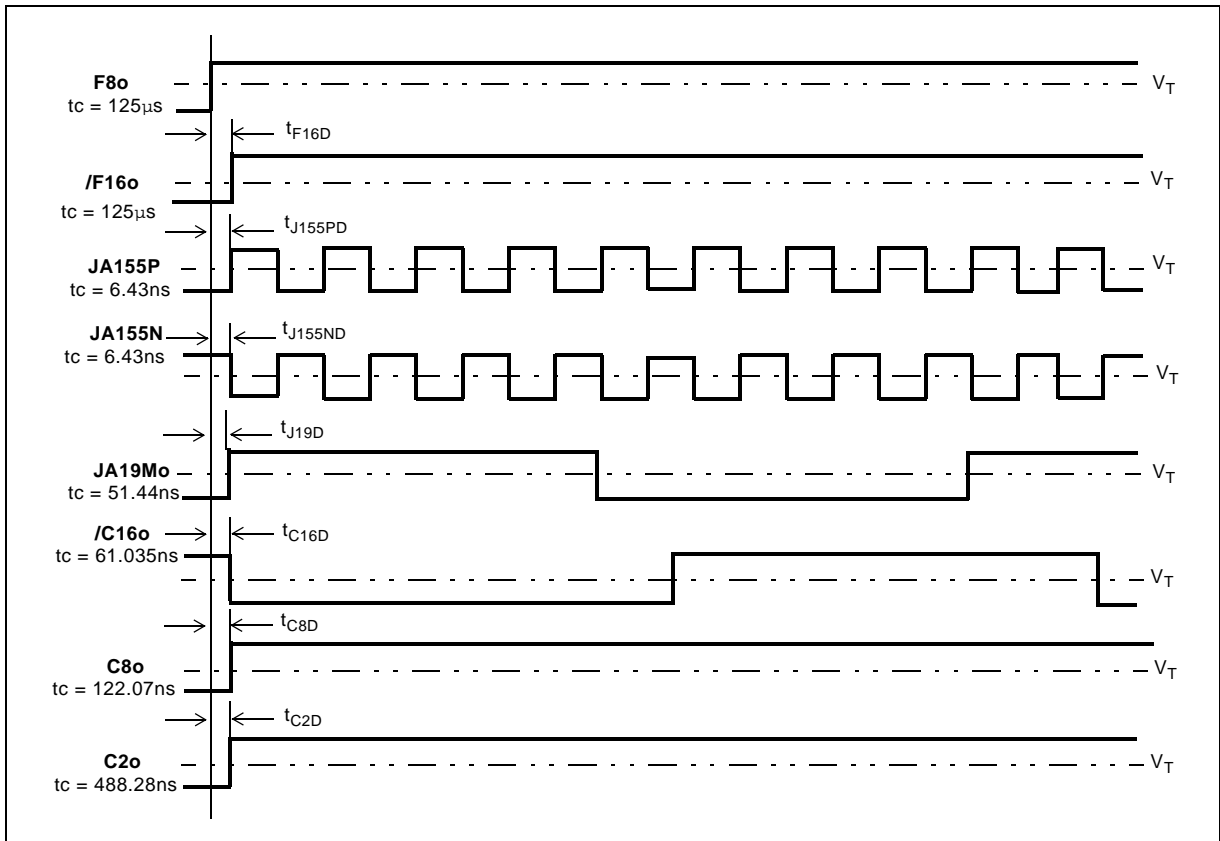 F8o
tc = 125μs
VT
tF16D
/F16o
tc = 125μs
VT
tJ155PD
JA155P
tc = 6.43ns
VT
JA155N
tc = 6.43ns
tJ155ND
VT
tJ19D
JA19Mo
tc = 51.44ns
VT
/C16o
tc = 61.035ns
tC16D
VT
tC8D
C8o
tc = 122.07ns
VT
tC2D
C2o
tc = 488.28ns
VT